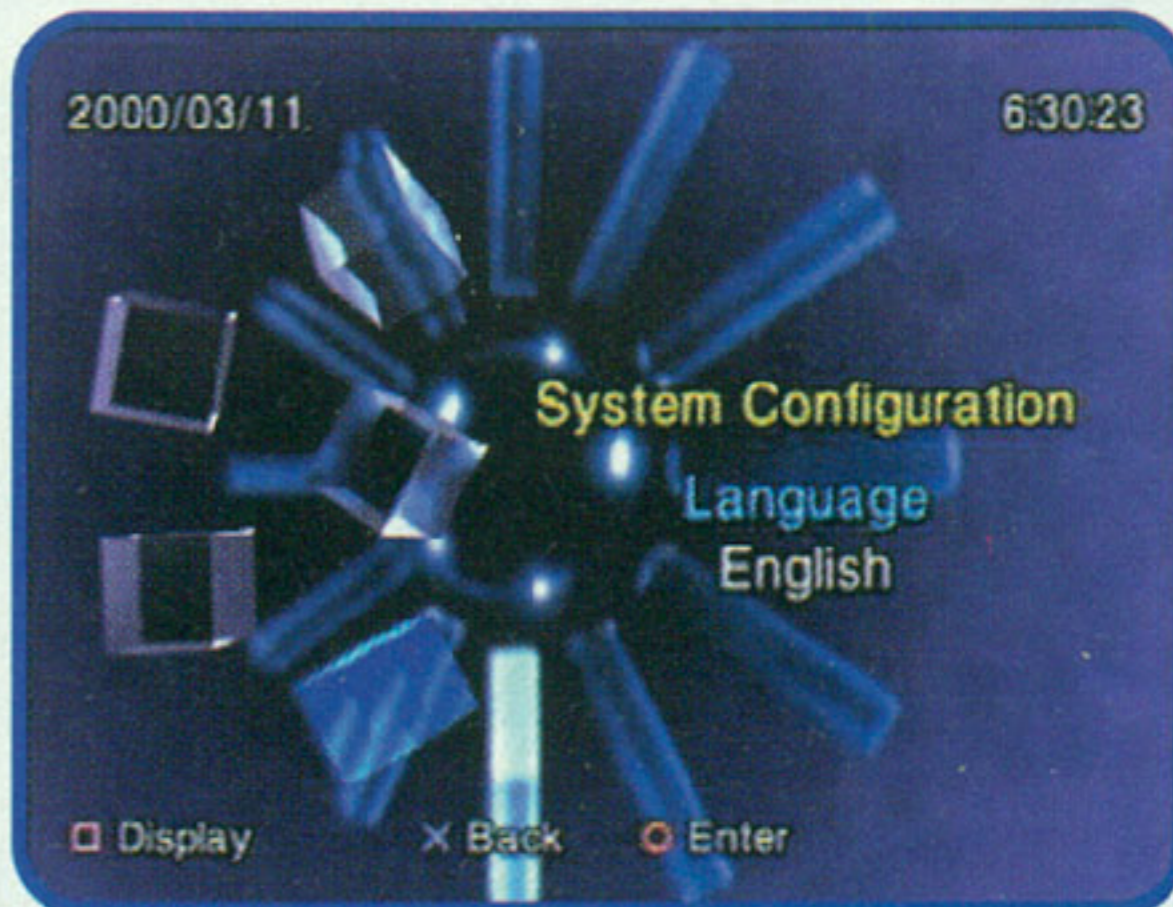 2000/03/11
6:30:23
System Configuration
Language
English
Display
Back
Enter